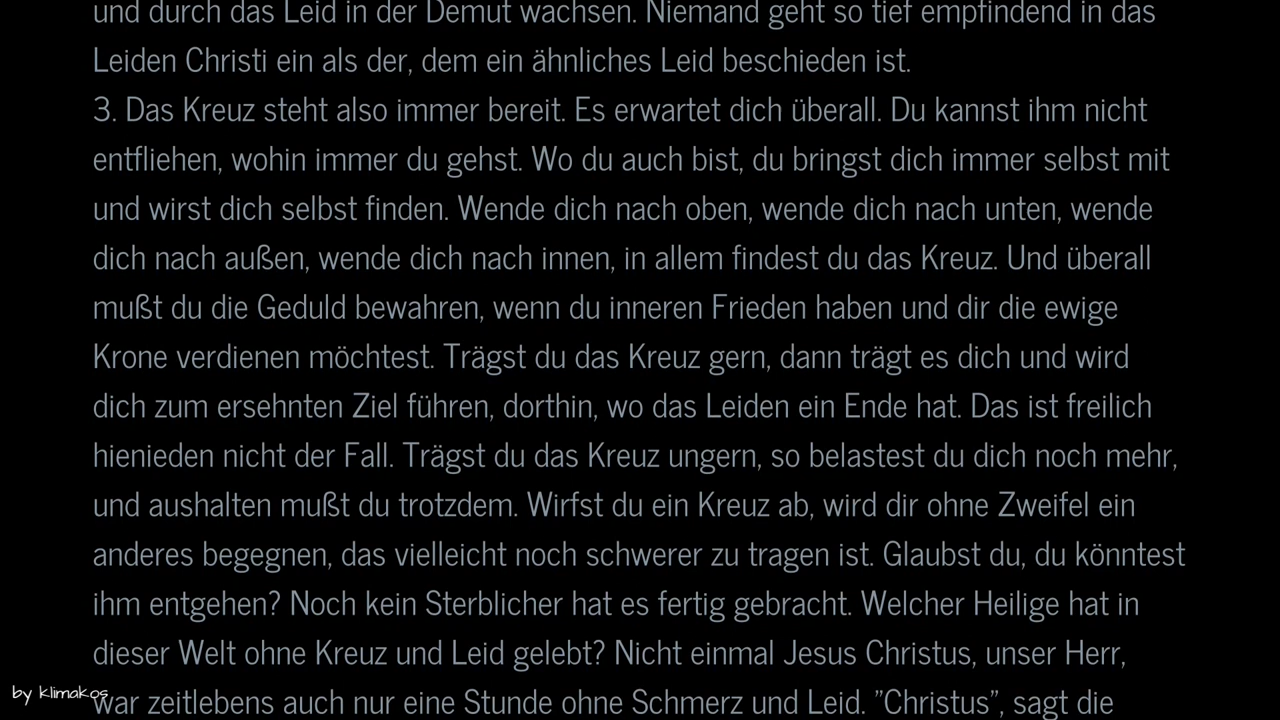 und durch das Leid in der Demut wachsen. Niemand geht so tief empfindend in das
Leiden Christi ein als der, dem ein ähnliches Leid beschieden ist.
3. Das Kreuz steht also immer bereit. Es erwartet dich überall. Du kannst ihm nicht
entfliehen, wohin immer du gehst. Wo du auch bist, du bringst dich immer selbst mit
und wirst dich selbst finden. Wende dich nach oben, wende dich nach unten, wende
dich nach außen, wende dich nach innen, in allem findest du das Kreuz. Und überall
mußt du die Geduld bewahren, wenn du inneren Frieden haben und dir die ewige
Krone verdienen möchtest. Trägst du das Kreuz gern, dann trägt es dich und wird
dich zum ersehnten Ziel führen, dorthin, wo das Leiden ein Ende hat. Das ist freilich
hienieden nicht der Fall. Trägst du das Kreuz ungern, so belastest du dich noch mehr,
und aushalten mußt du trotzdem. Wirfst du ein Kreuz ab, wird dir ohne Zweifel ein
anderes begegnen, das vielleicht noch schwerer zu tragen ist. Glaubst du, du könntest
ihm entgehen? Noch kein Sterblicher hat es fertig gebracht. Welcher Heilige hat in
dieser Welt ohne Kreuz und Leid gelebt? Nicht einmal Jesus Christus, unser Herr,
war zeitlebens auch nur eine Stunde ohne Schmerz und Leid. "Christus", sagt die
by klimakos